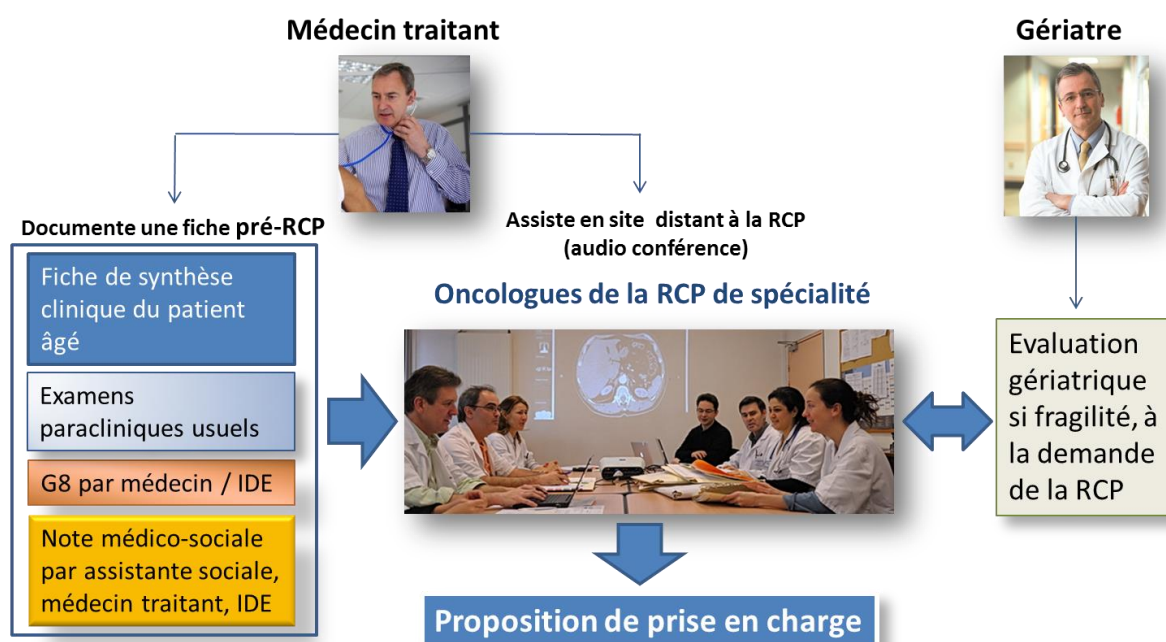 Médecin traitant
Gériatre
Documente une fiche pré-RCP
Assiste en site distant à la RCP
(audio conférence)
Fiche de synthèse
clinique du patient
âgé
Examens
paracliniques usuels
G8 par médecin / IDE
Note médico-sociale
par assistante sociale,
médecin traitant, IDE
Oncologues de la RCP de spécialité
Evaluation
gériatrique
si fragilité, à
la demande
de la RCP
Proposition de prise en charge